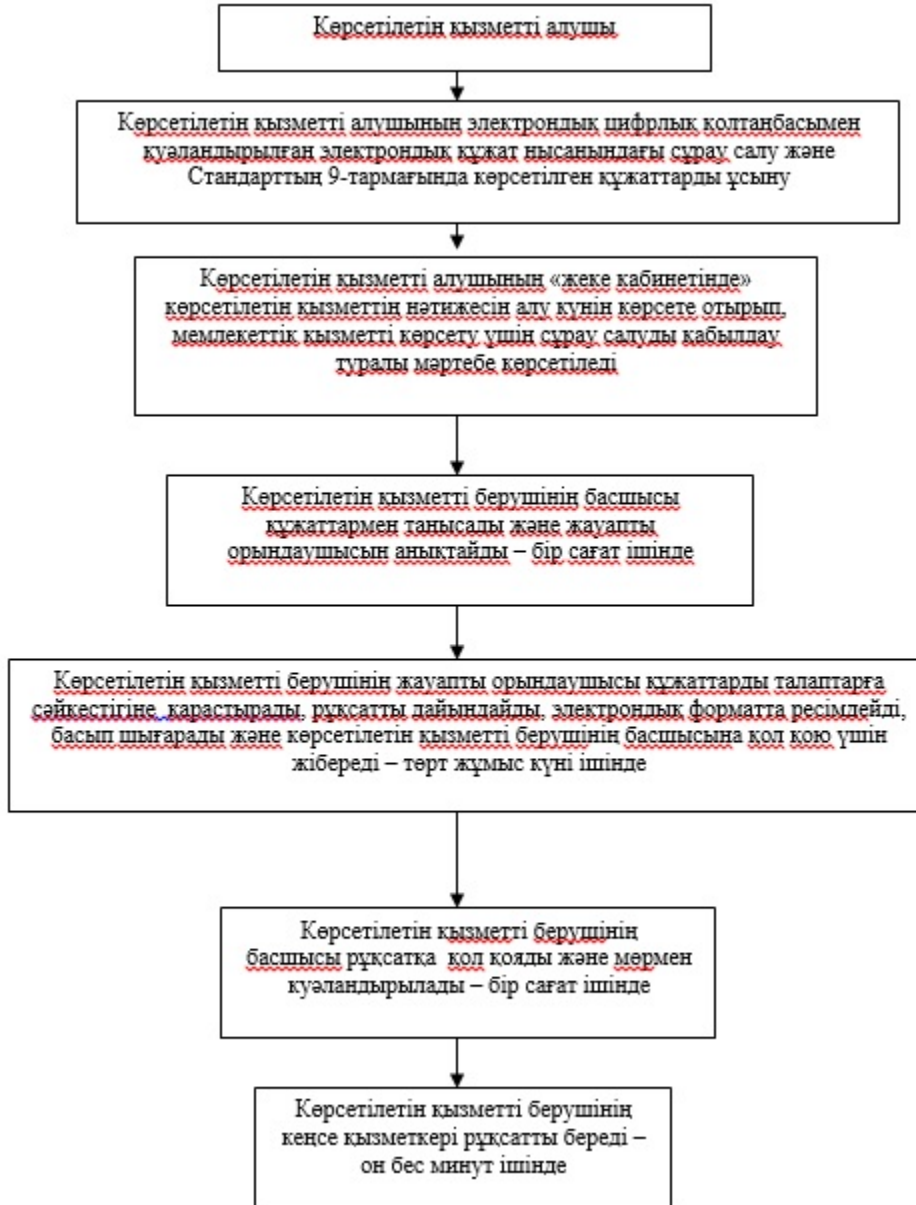 Көрсетілетін қызметті алушы
Көрсетілетін қызметті алушының электрондық цифрлық қолтаңбасымен
куәландырылған электрондық құжат нысанындағы сұрау салу және
Стандарттың 9-тармағында көрсетілген құжаттарды ұсыну
Көрсетілетін қызметті алушының «жеке кабинетінде»
көрсетілетін қызметтің нәтижесін алу күнін көрсете отырып,
мемлекеттік қызметті көрсету үшін сұрау салуды қабылдау
туралы мәртебе көрсетіледі
Көрсетілетін қызметті берушінің басшысы
құжаттармен танысады және жауапты
орындаушысын анықтайды – бір сағат ішінде
Көрсетілетін қызметті берушінің жауапты орындаушысы құжаттарды талаптарға
сәйкестігіне қарастырады, рұқсатты дайындайды, электрондық форматта ресімдейді,
басып шығарады және көрсетілетін қызметті берушінің басшысына қол қою үшін
жібереді – төрт жұмыс күні ішінде
Көрсетілетін қызметті берушінің
басшысы рұқсатқа қол қояды және мөрмен
куәландырылады – бір сағат ішінде
Көрсетілетін қызметті берушінің
кеңсе қызметкері рұқсатты береді –
он бес минут ішінде